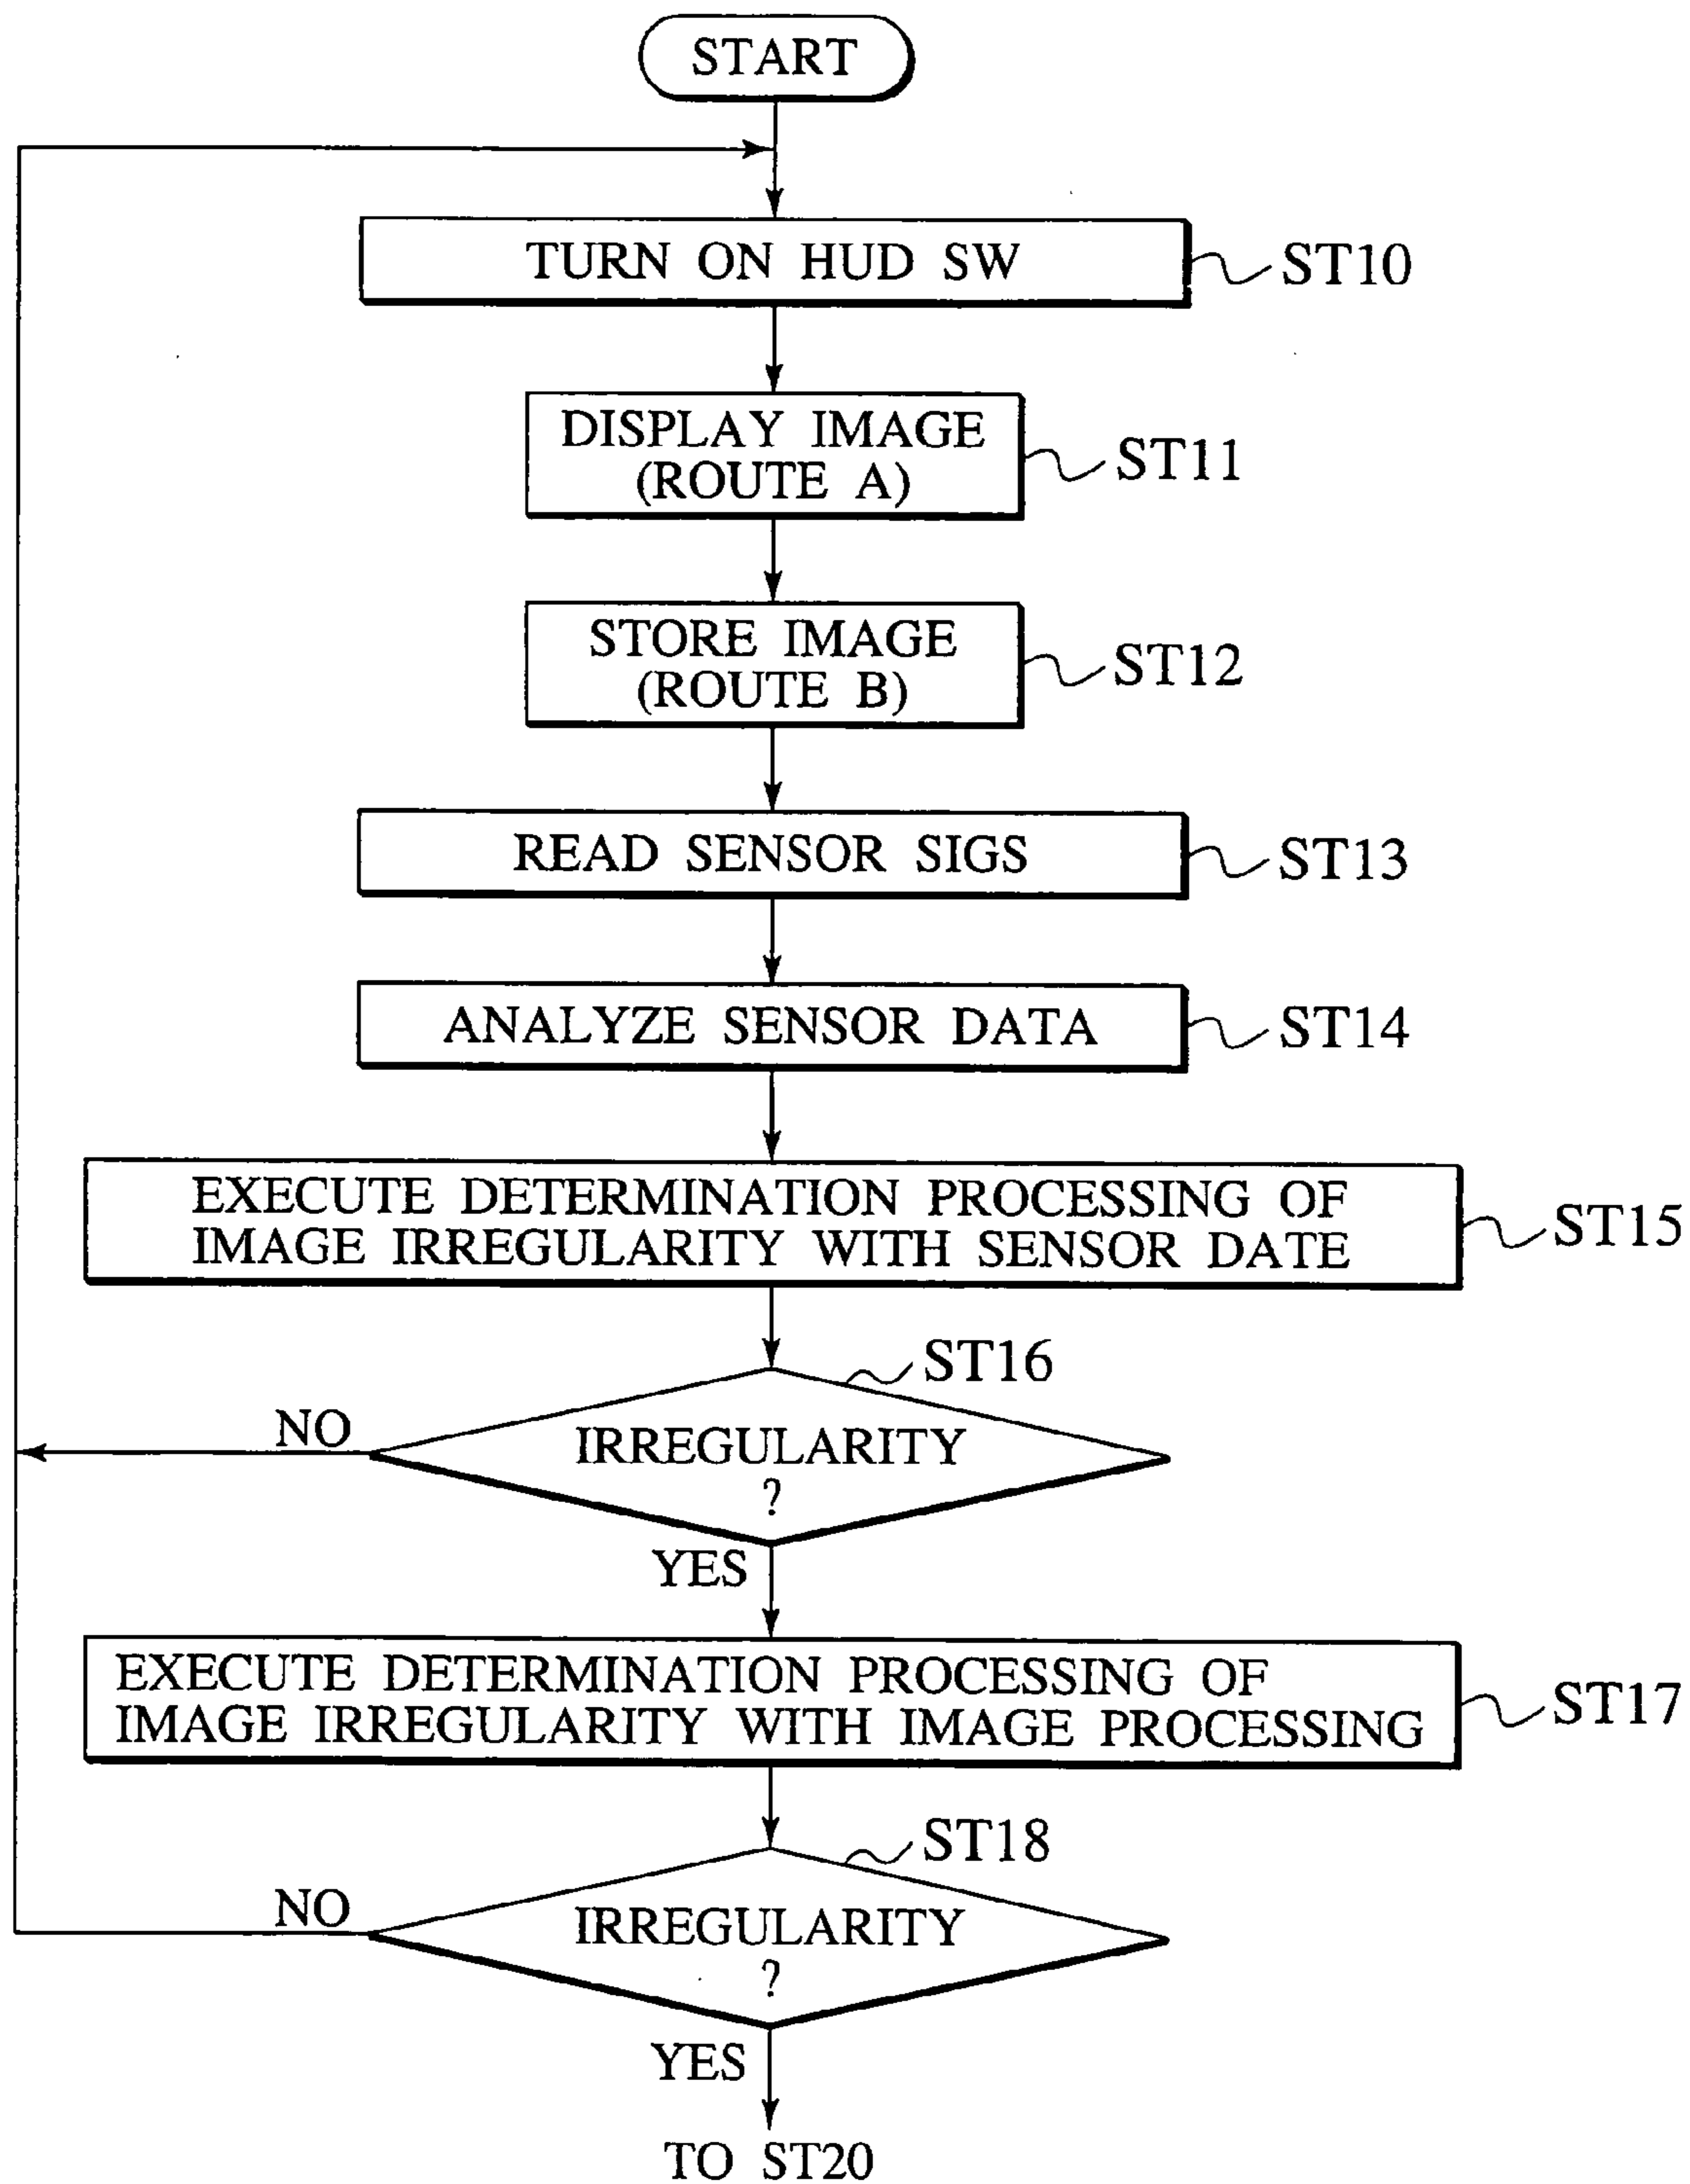 START
TURN ON HUD SW
ST10
DISPLAY IMAGE
(ROUTE A)
ST11
STORE IMAGE
(ROUTE B)
ST12
READ SENSOR SIGS
ST13
ANALYZE SENSOR DATA
ST14
EXECUTE DETERMINATION PROCESSING OF
IMAGE IRREGULARITY WITH SENSOR DATE
ST15
ST16
NO
IRREGULARITY
?
YES
EXECUTE DETERMINATION PROCESSING OF
IMAGE IRREGULARITY WITH IMAGE PROCESSING
ST17
ST18
NO
IRREGULARITY
?
YES
TO ST20